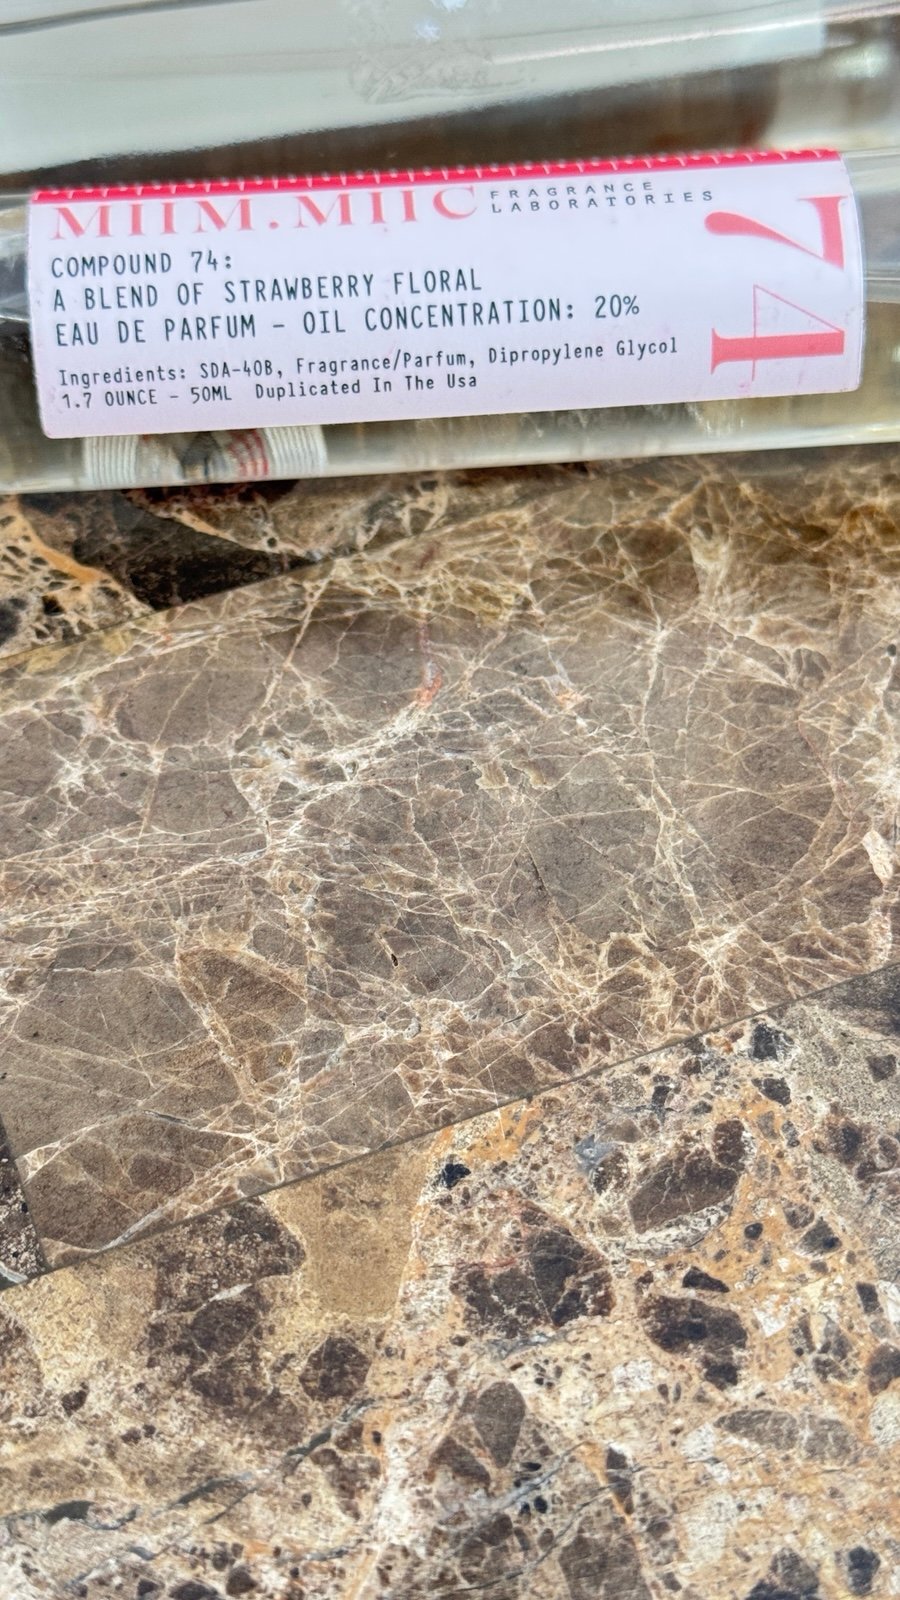 MIIM.MIIC FRAGRANCE
LABORATORIES
74
COMPOUND 74:
A BLEND OF STRAWBERRY FLORAL
EAU DE PARFUM – OIL CONCENTRATION: 20%
Ingredients: SDA-40B, Fragrance/Parfum, Dipropylene Glycol
1.7 OUNCE – 50ML Duplicated In The Usa